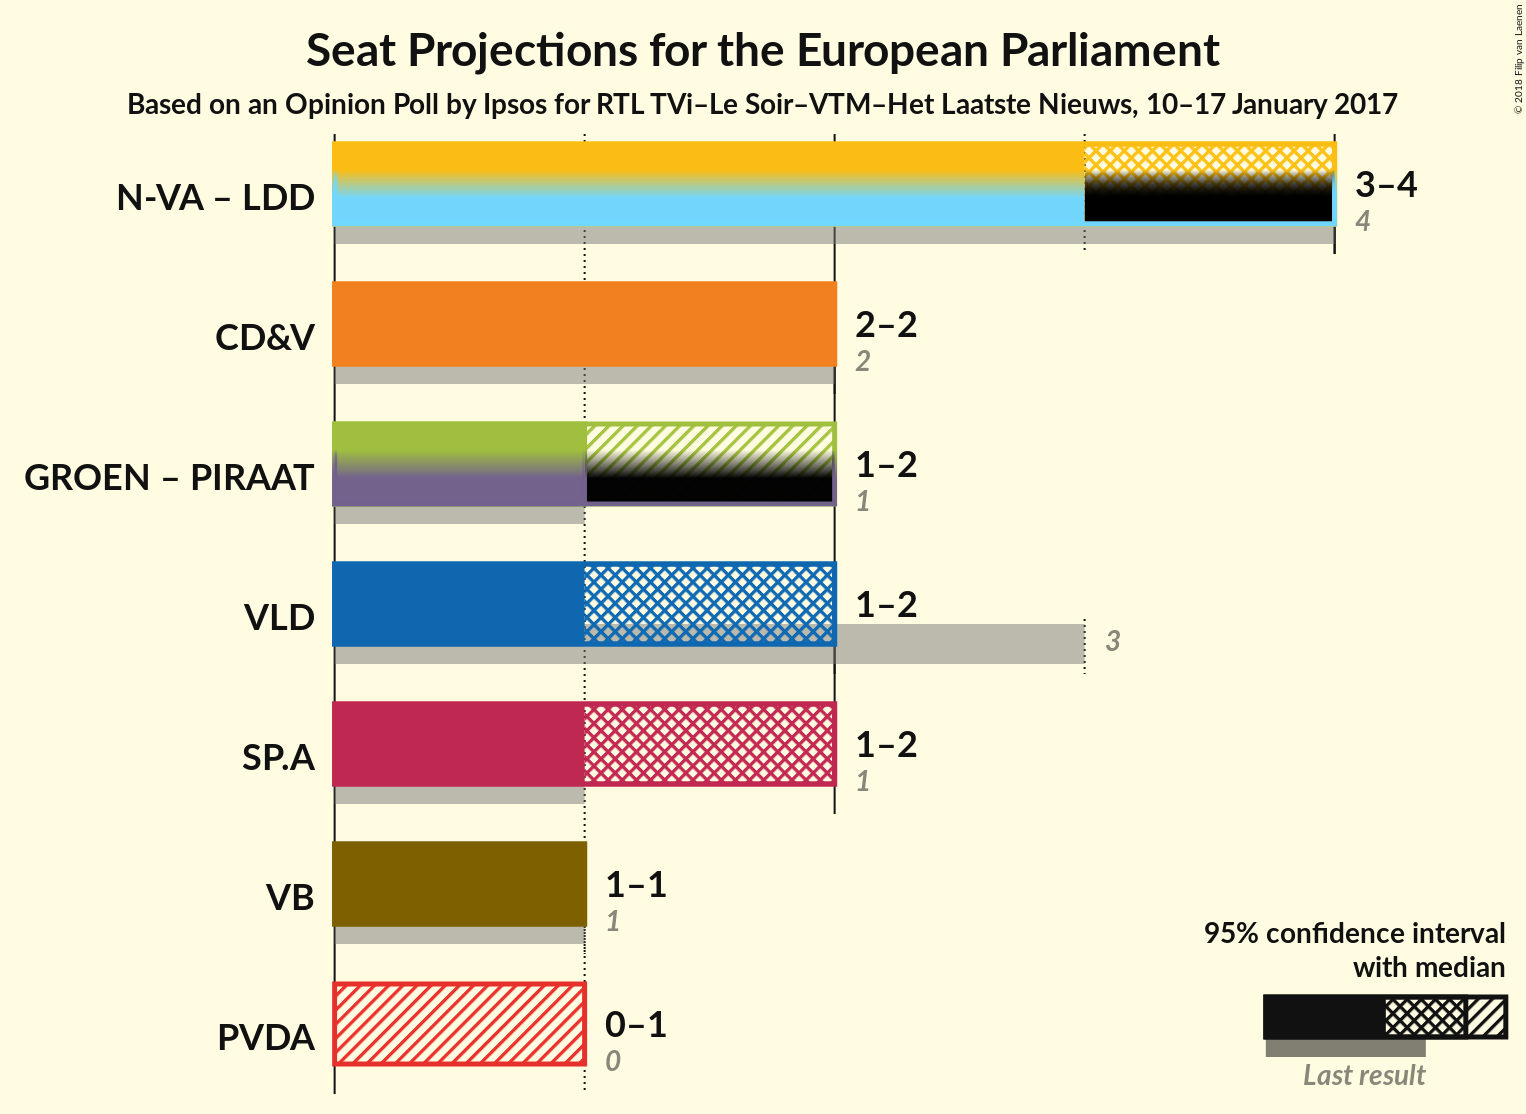 Seat Projections for the European Parliament
Based on an Opinion Poll by Ipsos for RTL TVi–Le Soir–VTM–Het Laatste Nieuws, 10–17 January 2017
© 2018 Filip van Laenen
N-VA – LDD
3–4
4
CD&V
2–2
2
GROEN – PIRAAT
1–2
1
VLD
1–2
3
SP.A
1–2
1
VB
1–1
1
PVDA
0–1
0
95% confidence interval
with median
Last result